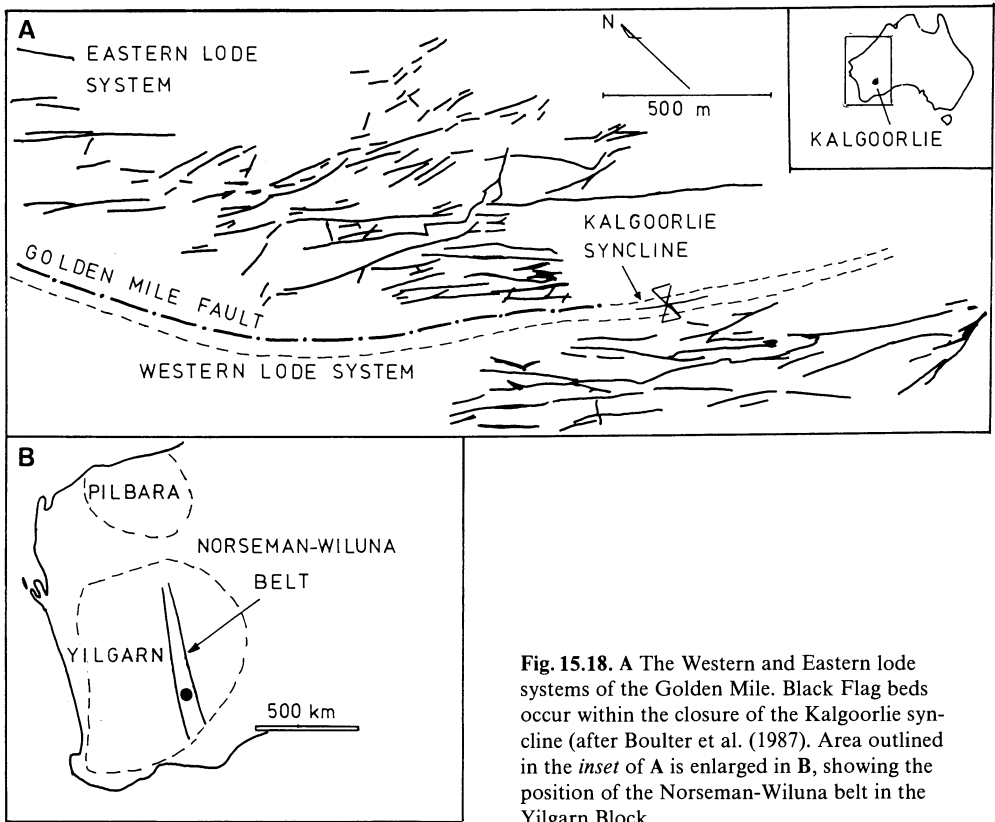 A
EASTERN LODE
SYSTEM
N
500 m
KALGOORLIE
KALGOORLIE
SYNCLINE
GOLDEN MILE FAULT
WESTERN LODE SYSTEM
B
PILBARA
NORSEMAN-WILUNA
BELT
YILGARN
500 km
Fig. 15.18. A The Western and Eastern lode
systems of the Golden Mile. Black Flag beds
occur within the closure of the Kalgoorlie syn-
cline (after Boulter et al. (1987). Area outlined
in the inset of A is enlarged in B, showing the
position of the Norseman-Wiluna belt in the
Yilgarn Block